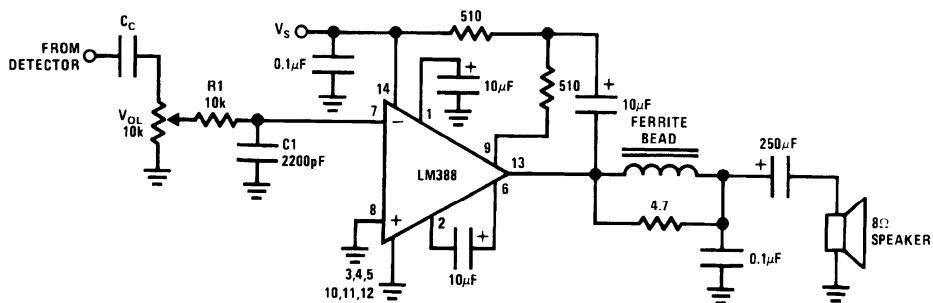 C_C
FROM
DETECTOR
V_S
510
0.1μF
R1
10k
V_OL
10k
C1
2200pF
14
7
1
10μF
510
9
13
10μF
FERRITE
BEAD
250μF
LM388
6
8
2
10μF
4.7
0.1μF
8Ω
SPEAKER
3,4,5
10,11,12
−
+
+
+
+
+